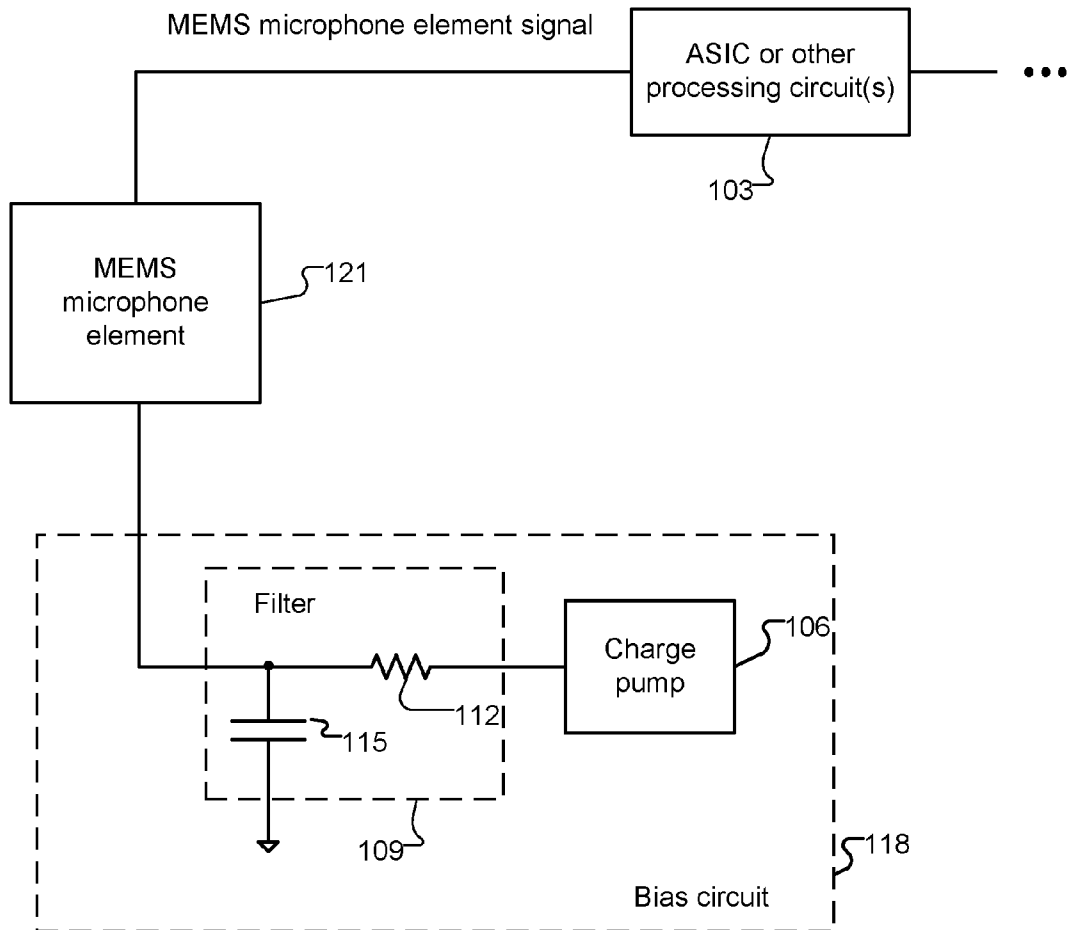 MEMS microphone element signal
ASIC or other
processing circuit(s)
103
MEMS
microphone
element
121
Filter
Charge
pump
106
112
115
109
118
Bias circuit